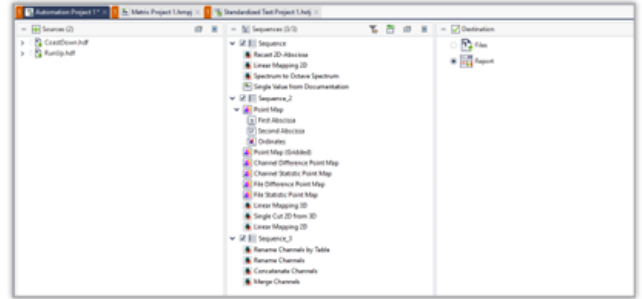 Automation Project 1*
Matrix Project 1.hmpj
Standardized Test Project 1.hstj
Sources (2)
CoastDown.hdf
RunUp.hdf
Sequences (3/3)
Sequence
Recast 2D-Abscissa
Linear Mapping 2D
Spectrum to Octave Spectrum
Single Value from Documentation
Sequence_2
Point Map
First Abscissa
Second Abscissa
Ordinates
Point Map (Gridded)
Channel Difference Point Map
Channel Statistic Point Map
File Difference Point Map
File Statistic Point Map
Linear Mapping 3D
Single Cut 2D from 3D
Linear Mapping 2D
Sequence_3
Rename Channels by Table
Rename Channels
Concatenate Channels
Merge Channels
Destination
Files
Report